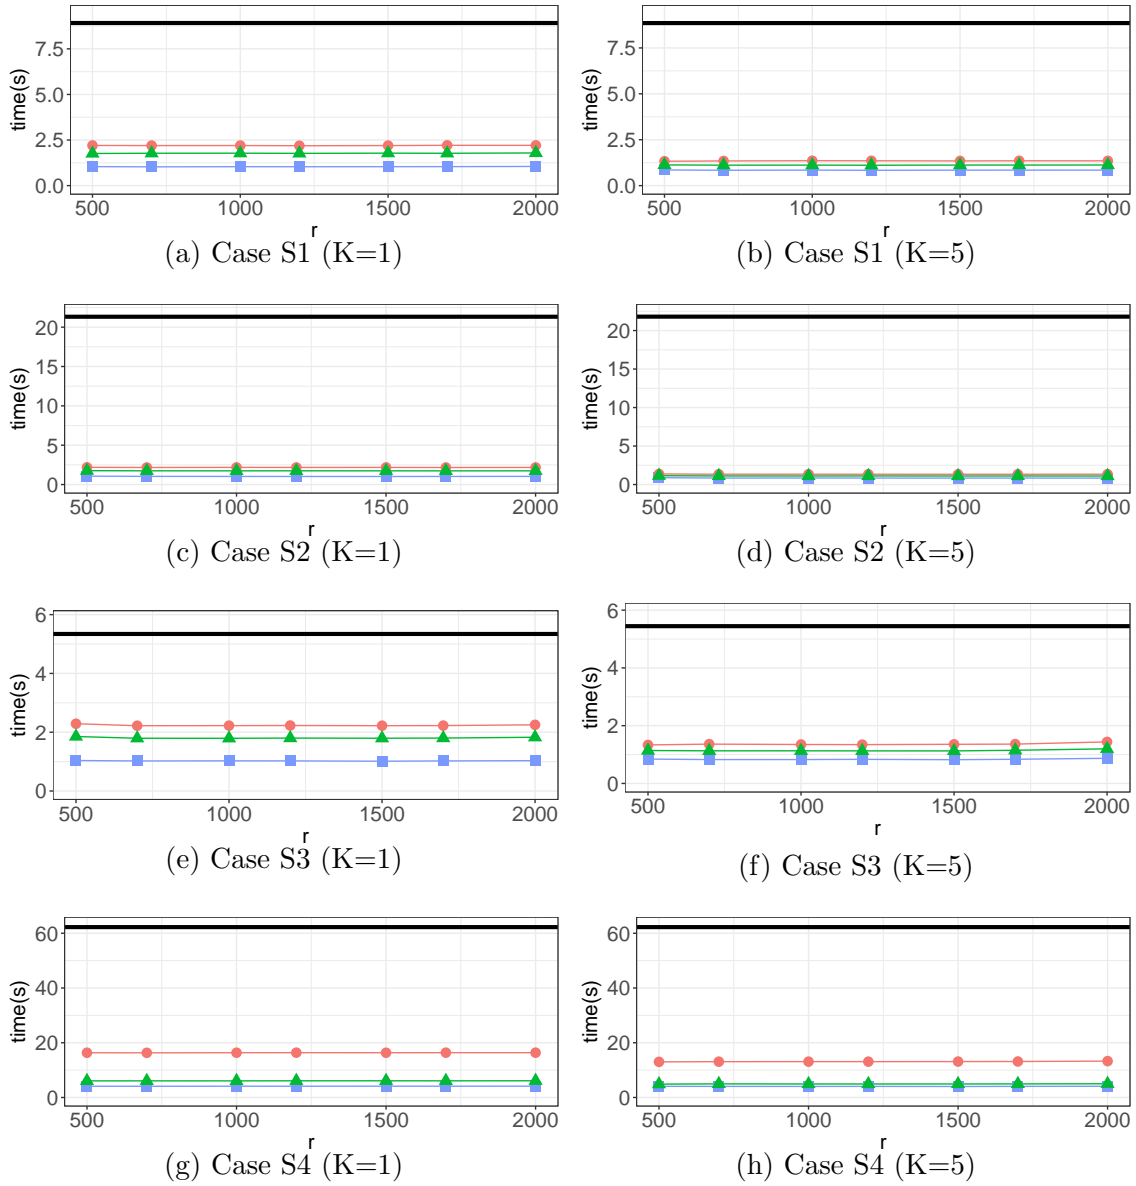 time(s)
7.5
5.0
2.5
0.0
500 1000 1500 2000
r
(a) Case S1 (K=1)
time(s)
7.5
5.0
2.5
0.0
500 1000 1500 2000
r
(b) Case S1 (K=5)
time(s)
20
15
10
5
0
500 1000 1500 2000
r
(c) Case S2 (K=1)
time(s)
20
15
10
5
0
500 1000 1500 2000
r
(d) Case S2 (K=5)
time(s)
6
4
2
0
500 1000 1500 2000
r
(e) Case S3 (K=1)
time(s)
6
4
2
0
500 1000 1500 2000
r
(f) Case S3 (K=5)
time(s)
60
40
20
0
500 1000 1500 2000
r
(g) Case S4 (K=1)
time(s)
60
40
20
0
500 1000 1500 2000
r
(h) Case S4 (K=5)